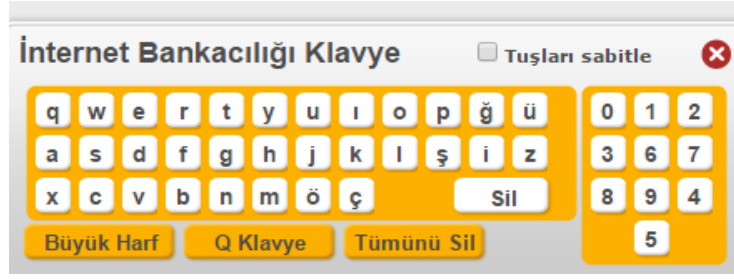 İnternet Bankacılığı Klavye Tuşları sabitle
q w e r t y u ı o p ğ ü 0 1 2
a s d f g h j k l ş i z 3 6 7
x c v b n m ö ç Sil 8 9 4
Büyük Harf Q Klavye Tümünü Sil 5